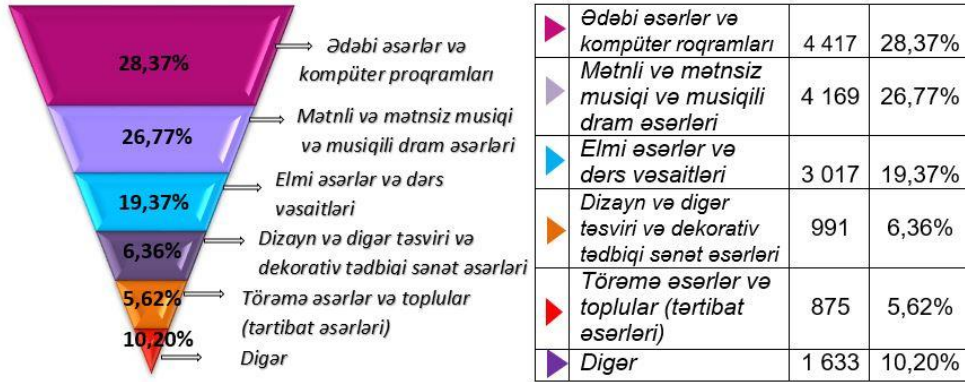 28,37%
Ədəbi əsərlər və
kompüter proqramları
26,77%
Mətnli və mətnsiz musiqi
və musiqili dram əsərləri
19,37%
Elmi əsərlər və dərs
vəsaitləri
6,36%
Dizayn və digər təsviri və
dekorativ tədbiqi sənət əsərləri
5,62%
Törəmə əsərlər və toplular
(tərtibat əsərləri)
10,20%
Digər
Ədəbi əsərlər və
kompüter roqramları 4 417 28,37%
Mətnli və mətnsiz
musiqi və musiqili
dram əsərləri 4 169 26,77%
Elmi əsərlər və
dərs vəsaitləri 3 017 19,37%
Dizayn və digər
təsviri və dekorativ 991 6,36%
tədbiqi sənət əsərləri
Törəmə əsərlər və
toplular (tərtibat 875 5,62%
əsərləri)
Digər 1 633 10,20%